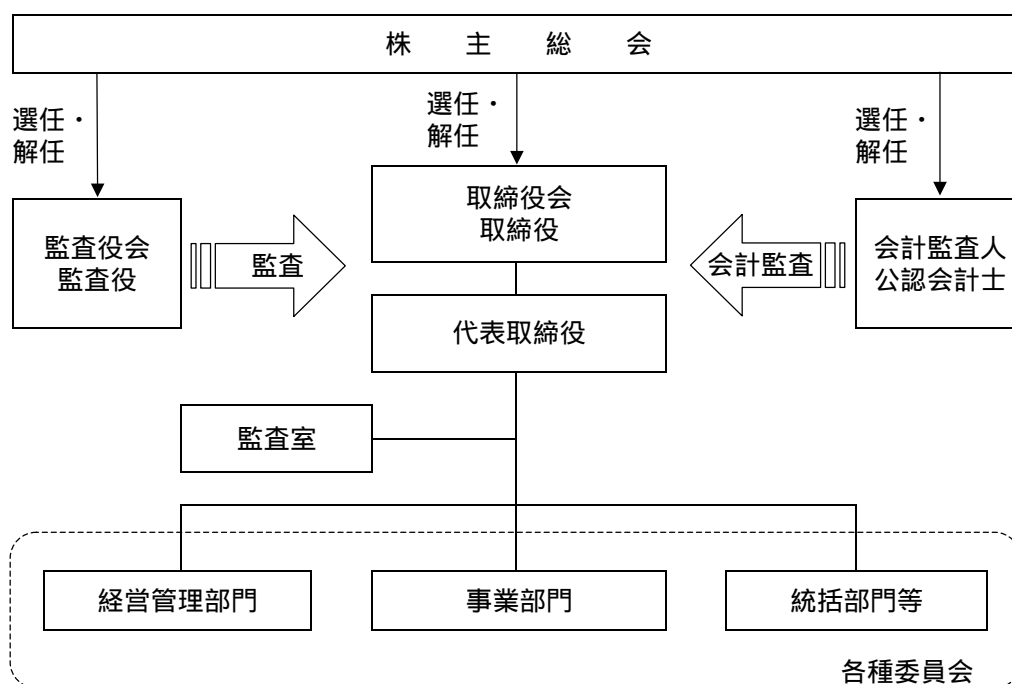 株主総会
選任・
解任
選任・
解任
選任・
解任
監査役会
監査役
監査
取締役会
取締役
会計監査
会計監査人
公認会計士
代表取締役
監査室
経営管理部門
事業部門
統括部門等
各種委員会